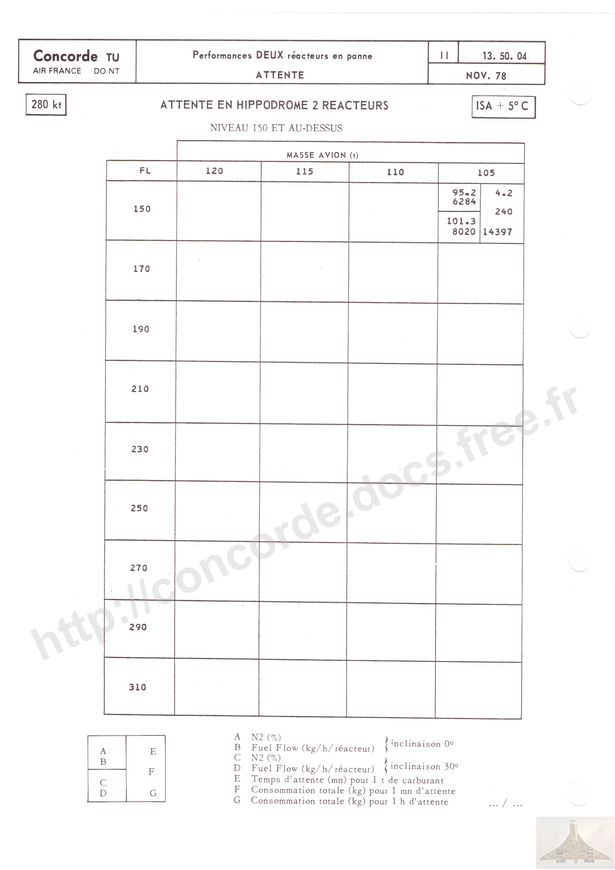 Concorde TU
AIR FRANCE DO.NT
Performances DEUX réacteurs en panne
ATTENTE
II
13. 50. 04
NOV. 78
280 kt
ATTENTE EN HIPPODROME 2 REACTEURS
ISA + 5° C
NIVEAU 150 ET AU-DESSUS
MASSE AVION (t)
FL 120 115 110 105
150
95.2 4.2
6284
240
101.3
8020 14397
170
190
210
230
250
270
290
310
http://concorde.docs.free.fr
A E
B
F
C
D G
A N2 (%)
B Fuel Flow (kg/h/réacteur)
inclinaison 0°
C N2 (%)
D Fuel Flow (kg/h/réacteur)
inclinaison 30°
E Temps d'attente (mn) pour 1 t de carburant
F Consommation totale (kg) pour 1 mn d'attente
G Consommation totale (kg) pour 1 h d'attente
... / ...